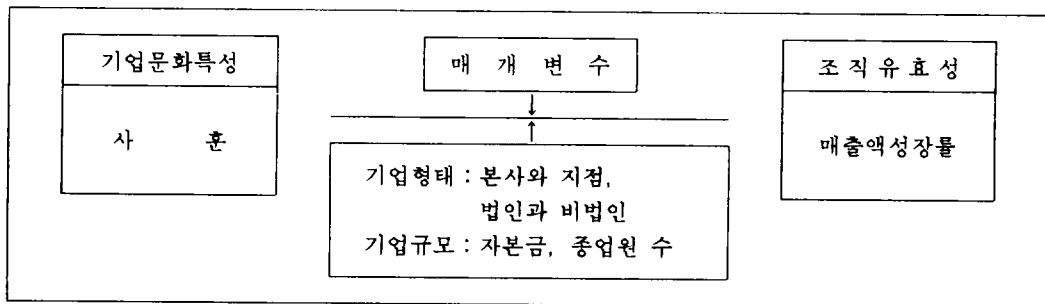 기업문화특성
사 훈
매 개 변 수
기업형태 : 본사와 지점,
법인과 비법인
기업규모 : 자본금, 종업원 수
조 직 유 효 성
매출액성장률